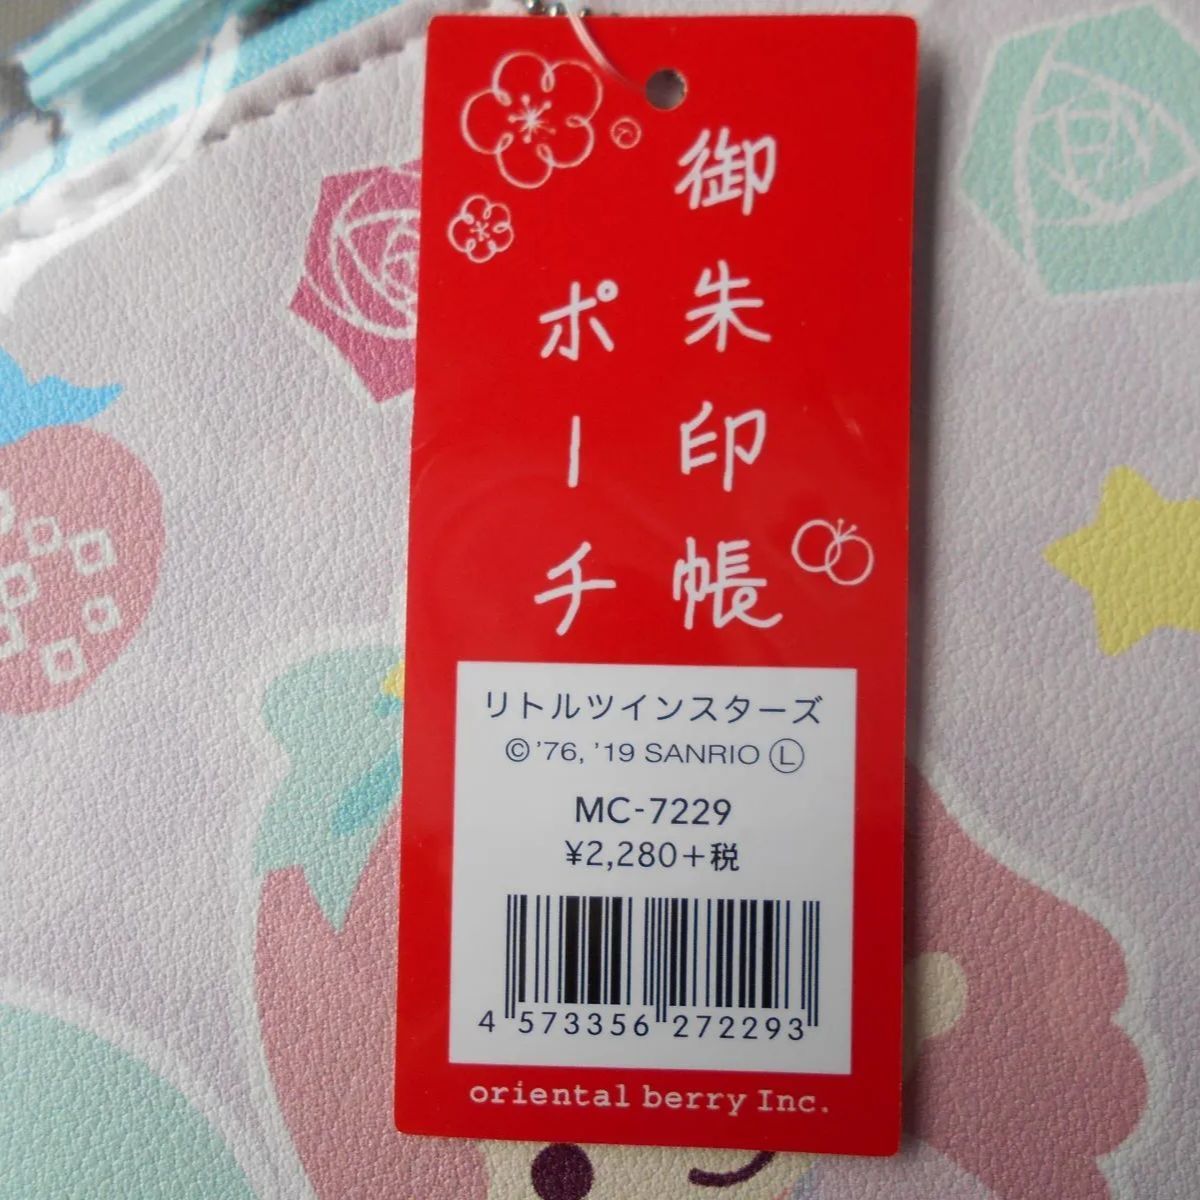 御朱印帳
ポーチ
リトルツインスターズ
©'76, '19 SANRIO Ⓛ
MC-7229
¥2,280+税
4 573356 272293
oriental berry Inc.